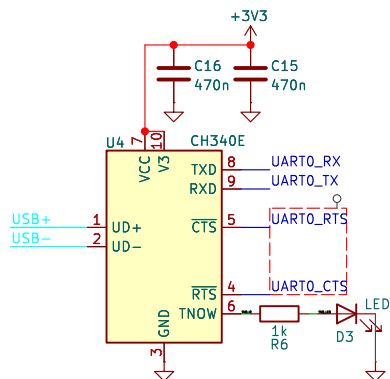 +3V3
C16
470n
C15
470n
U4
CH340E
7
10
VCC
V3
TXD
8
UART0_RX
RXD
9
UART0_TX
USB+
1
UD+
CTS
5
UART0_RTS
USB-
2
UD-
RTS
4
UART0_CTS
TNOW
6
1k
R6
D3
LED
GND
3